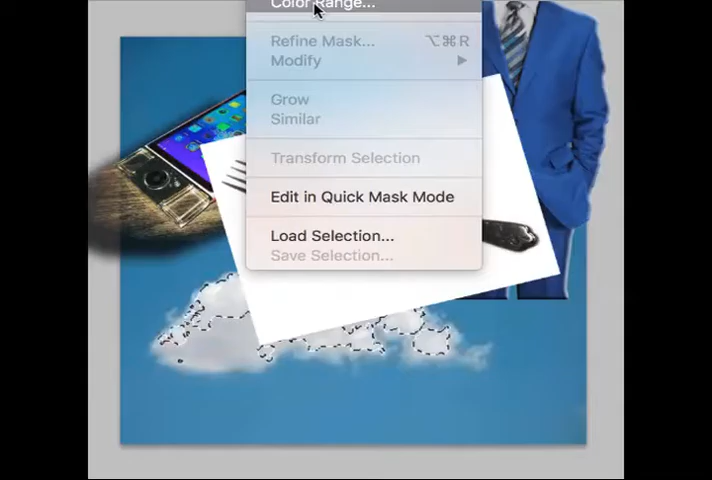 Color Range...
Refine Mask... ⌥⌘R
Modify ▶
Grow
Similar
Transform Selection
Edit in Quick Mask Mode
Load Selection...
Save Selection...